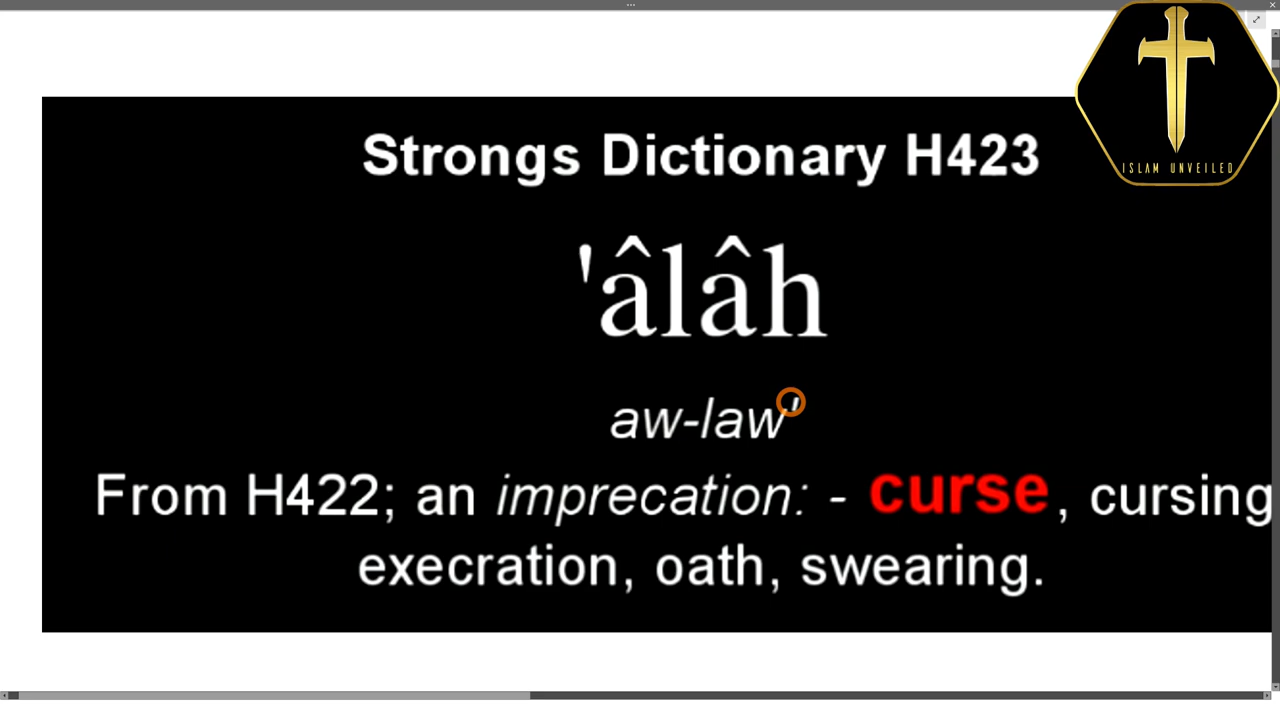 Strongs Dictionary H423
ISLAM UNVEILED
'âlâh
aw-law'
From H422; an imprecation: - curse, cursing
execration, oath, swearing.